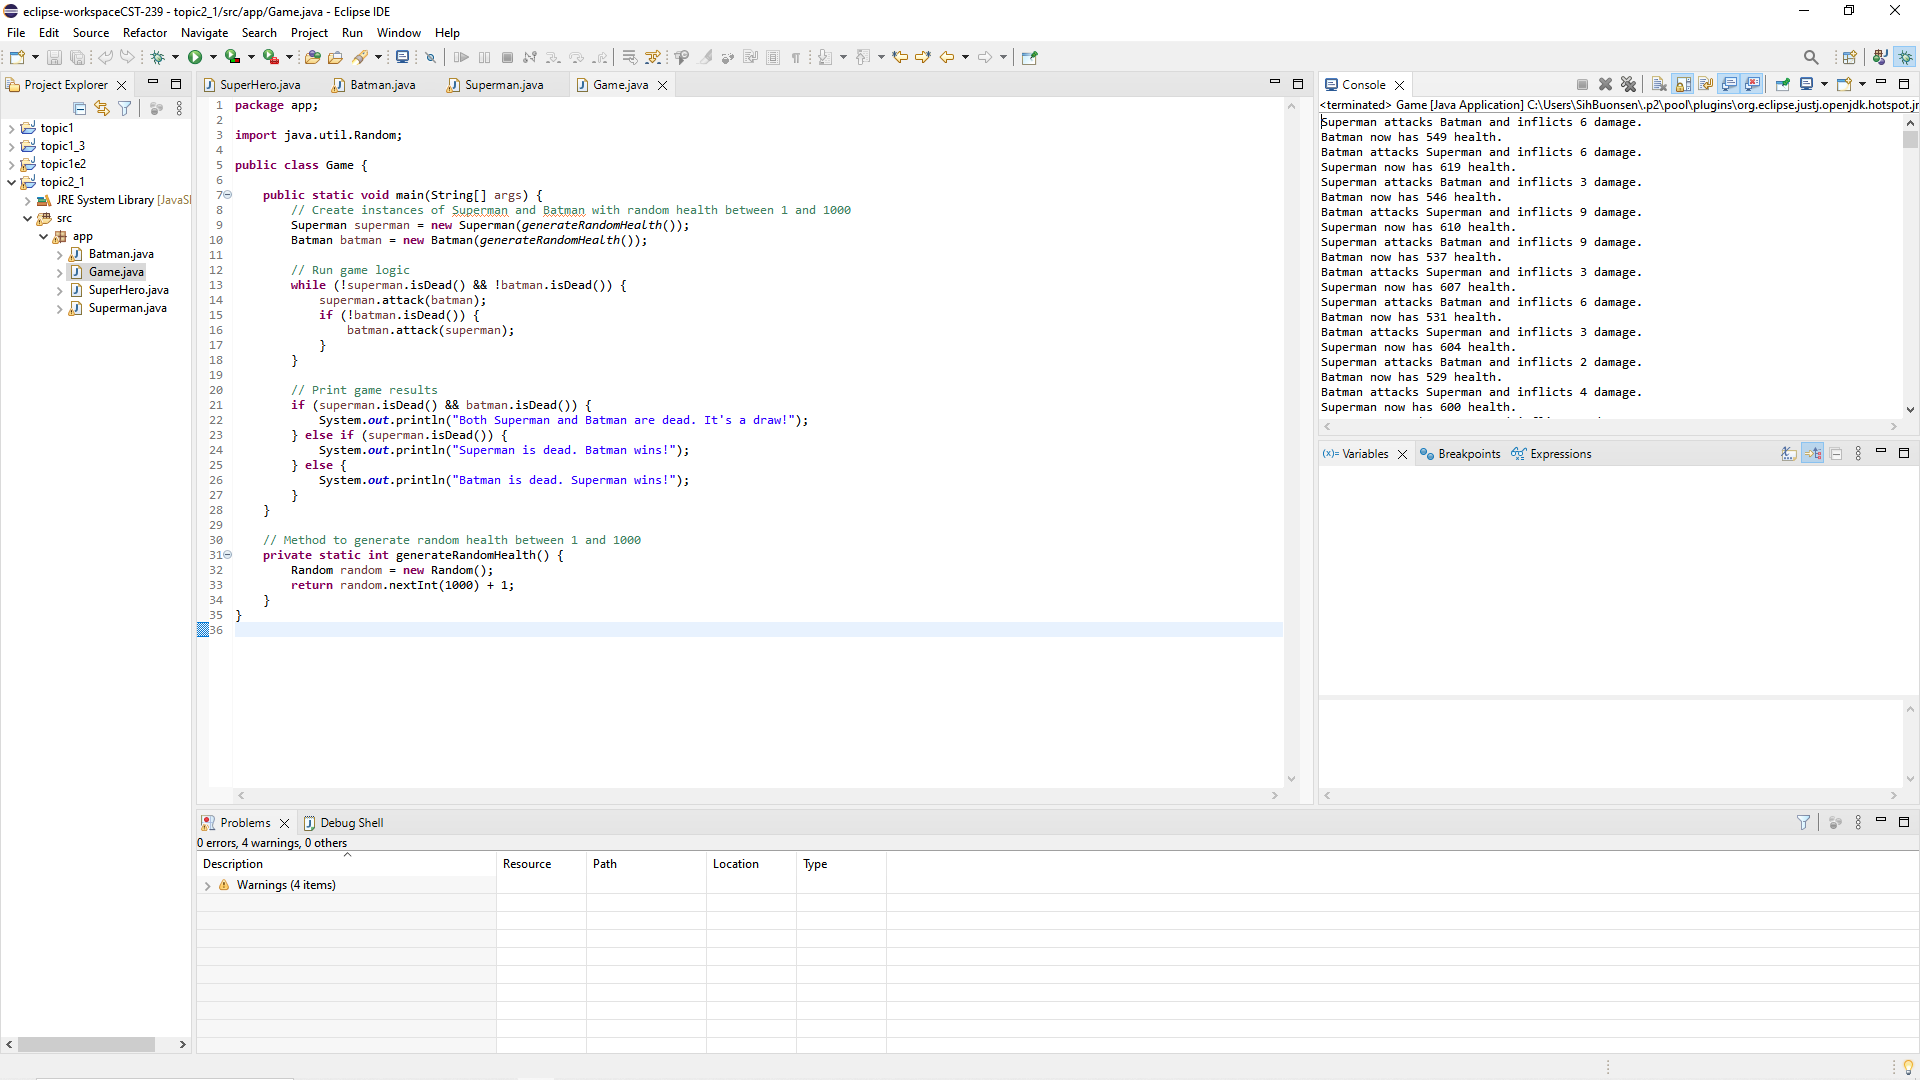 eclipse-workspaceCST-239 - topic2_1/src/app/Game.java - Eclipse IDE
File Edit Source Refactor Navigate Search Project Run Window Help
Project Explorer
topic1
topic1_3
topic1e2
topic2_1
JRE System Library [JavaSE
src
app
Batman.java
Game.java
SuperHero.java
Superman.java
SuperHero.java Batman.java Superman.java Game.java
1 package app;
2
3 import java.util.Random;
4
5 public class Game {
6
7 public static void main(String[] args) {
8 // Create instances of Superman and Batman with random health between 1 and 1000
9 Superman superman = new Superman(generateRandomHealth());
10 Batman batman = new Batman(generateRandomHealth());
11
12 // Run game logic
13 while (!superman.isDead() && !batman.isDead()) {
14 superman.attack(batman);
15 if (!batman.isDead()) {
16 batman.attack(superman);
17 }
18 }
19
20 // Print game results
21 if (superman.isDead() && batman.isDead()) {
22 System.out.println("Both Superman and Batman are dead. It's a draw!");
23 } else if (superman.isDead()) {
24 System.out.println("Superman is dead. Batman wins!");
25 } else {
26 System.out.println("Batman is dead. Superman wins!");
27 }
28 }
29
30 // Method to generate random health between 1 and 1000
31 private static int generateRandomHealth() {
32 Random random = new Random();
33 return random.nextInt(1000) + 1;
34 }
35 }
36
Console
<terminated> Game [Java Application] C:\Users\SihBuonsen\.p2\pool\plugins\org.eclipse.justj.openjdk.hotspot.jr
Superman attacks Batman and inflicts 6 damage.
Batman now has 549 health.
Batman attacks Superman and inflicts 6 damage.
Superman now has 619 health.
Superman attacks Batman and inflicts 3 damage.
Batman now has 546 health.
Batman attacks Superman and inflicts 9 damage.
Superman now has 610 health.
Superman attacks Batman and inflicts 9 damage.
Batman now has 537 health.
Batman attacks Superman and inflicts 3 damage.
Superman now has 607 health.
Superman attacks Batman and inflicts 6 damage.
Batman now has 531 health.
Batman attacks Superman and inflicts 3 damage.
Superman now has 604 health.
Superman attacks Batman and inflicts 2 damage.
Batman now has 529 health.
Batman attacks Superman and inflicts 4 damage.
Superman now has 600 health.
(x)= Variables Breakpoints Expressions
Problems Debug Shell
0 errors, 4 warnings, 0 others
Description Resource Path Location Type
Warnings (4 items)